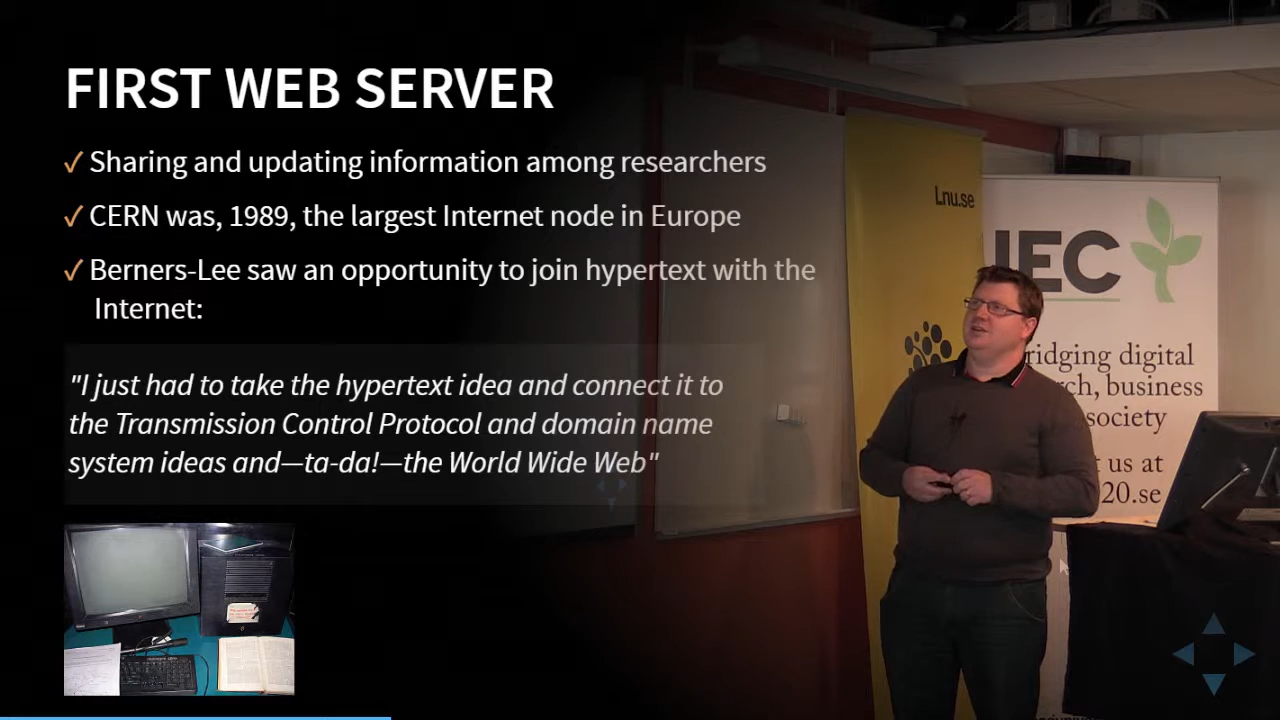 FIRST WEB SERVER
✓ Sharing and updating information among researchers
✓ CERN was, 1989, the largest Internet node in Europe
✓ Berners-Lee saw an opportunity to join hypertext with the
Internet:
"I just had to take the hypertext idea and connect it to
the Transmission Control Protocol and domain name
system ideas and—ta-da!—the World Wide Web"
Lnu.se
IEC
ridging digital
rch, business
society
t us at
20.se